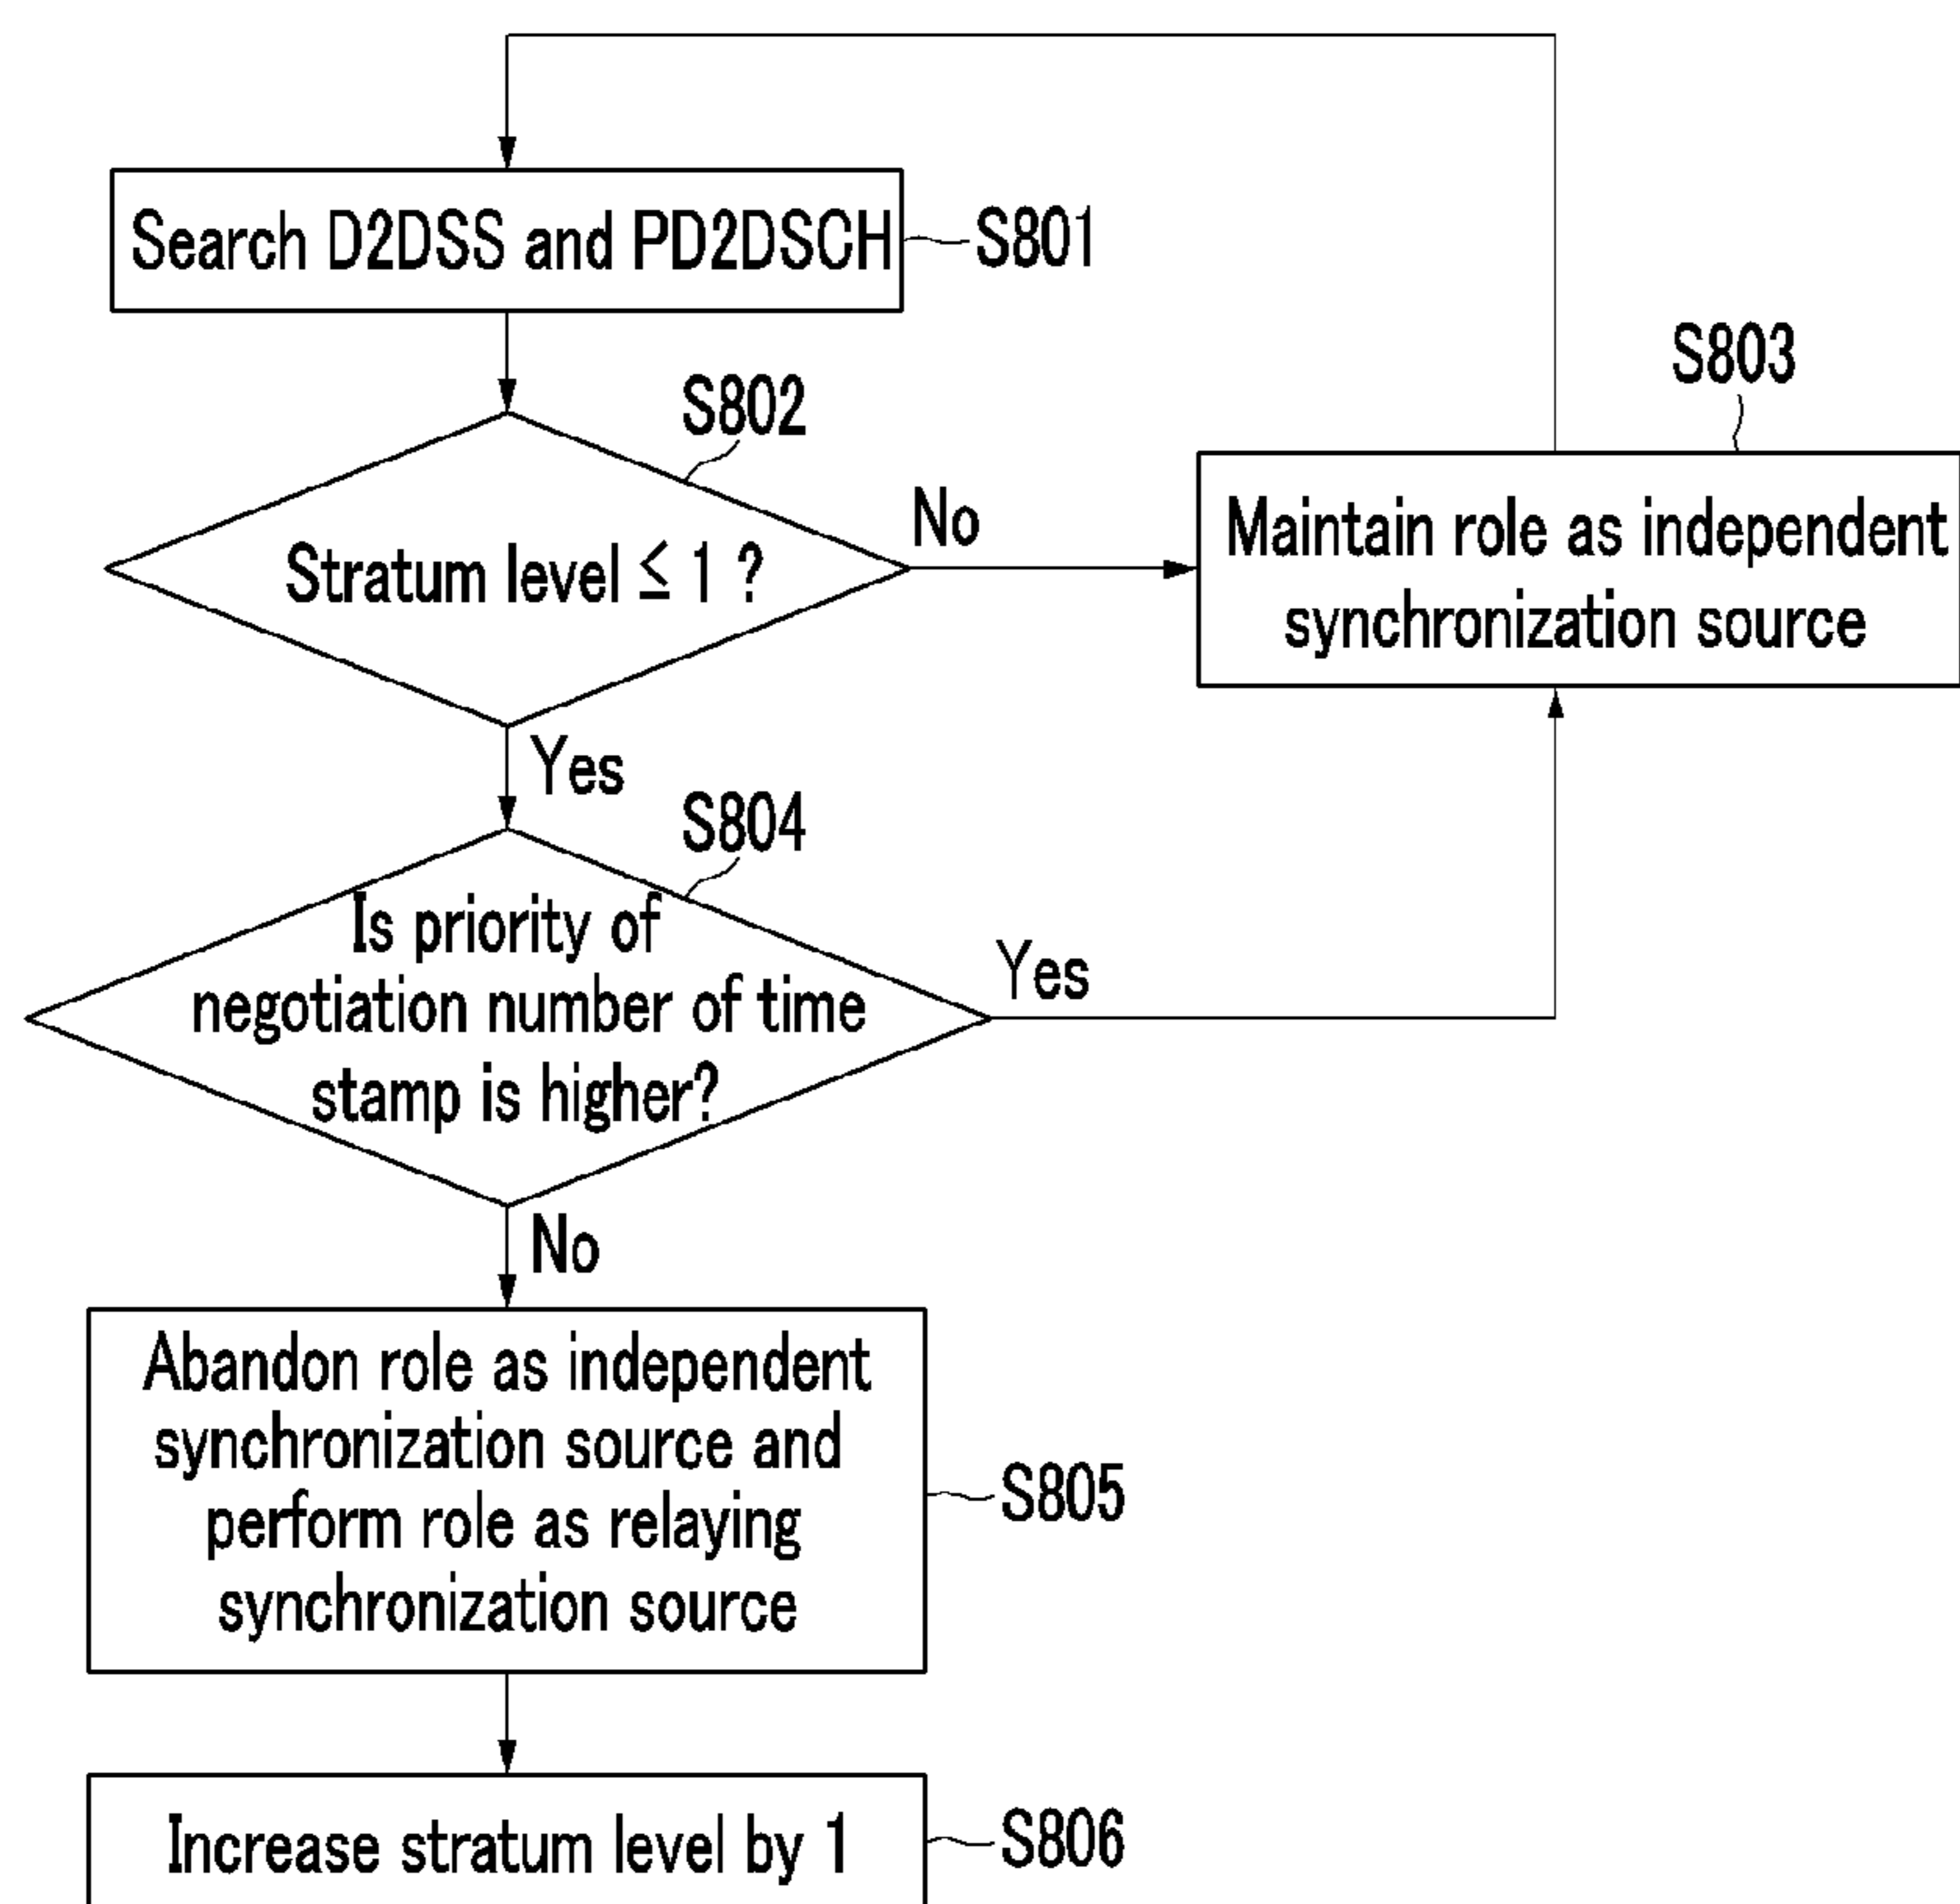 Search D2DSS and PD2DSCH
S801
S802
Stratum level ≤ 1 ?
No
S803
Maintain role as independent
synchronization source
Yes
S804
Is priority of
negotiation number of time
stamp is higher?
Yes
No
Abandon role as independent
synchronization source and
perform role as relaying
synchronization source
S805
Increase stratum level by 1
S806